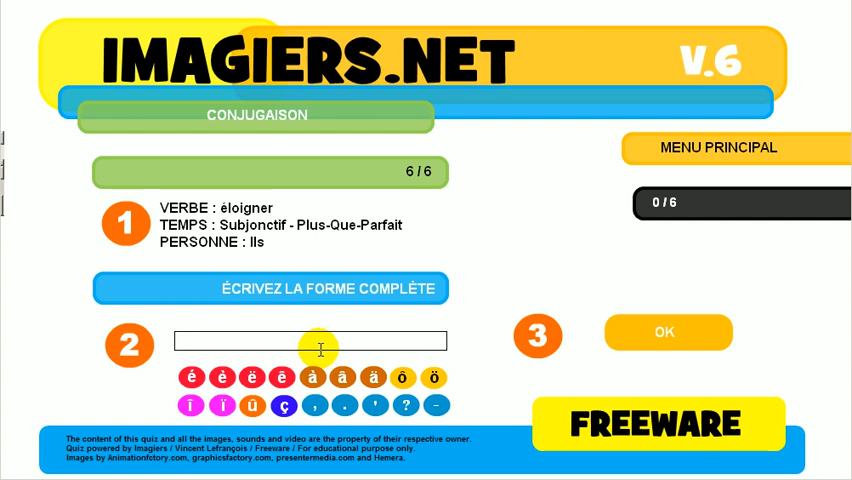 IMAGIERS.NET
V.6
CONJUGAISON
MENU PRINCIPAL
6 / 6
0 / 6
1
VERBE : éloigner
TEMPS : Subjonctif - Plus-Que-Parfait
PERSONNE : Ils
ÉCRIVEZ LA FORME COMPLÈTE
2
3
OK
é è ë ê à â ä ô ö
î ï û ç , . ' ? -
FREEWARE
The content of this quiz and all the images, sounds and video are the property of their respective owner.
Quiz powered by Imagiers / Vincent Lefrançois / Freeware / For educational purpose only.
Images by Animationfctory.com, graphicsfactory.com, presentermedia.com and Hemera.